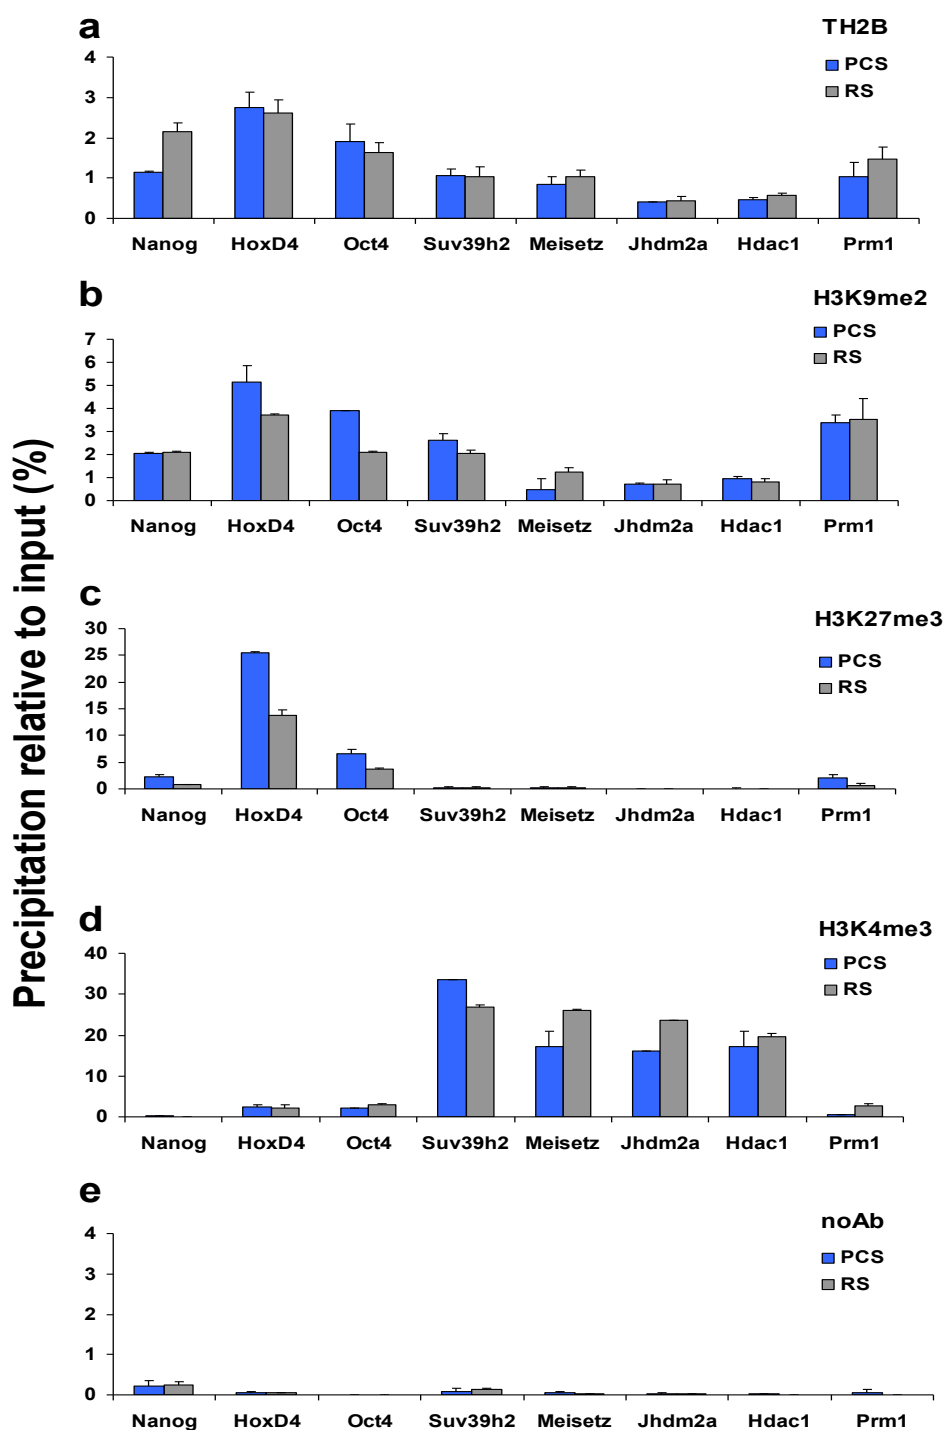 Precipitation relative to input (%)
a
TH2B
PCS
RS
4
3
2
1
0
Nanog HoxD4 Oct4 Suv39h2 Meisetz Jhdm2a Hdac1 Prm1
b
H3K9me2
PCS
RS
7
6
5
4
3
2
1
0
Nanog HoxD4 Oct4 Suv39h2 Meisetz Jhdm2a Hdac1 Prm1
c
H3K27me3
PCS
RS
30
25
20
15
10
5
0
Nanog HoxD4 Oct4 Suv39h2 Meisetz Jhdm2a Hdac1 Prm1
d
H3K4me3
PCS
RS
40
30
20
10
0
Nanog HoxD4 Oct4 Suv39h2 Meisetz Jhdm2a Hdac1 Prm1
e
noAb
PCS
RS
4
3
2
1
0
Nanog HoxD4 Oct4 Suv39h2 Meisetz Jhdm2a Hdac1 Prm1